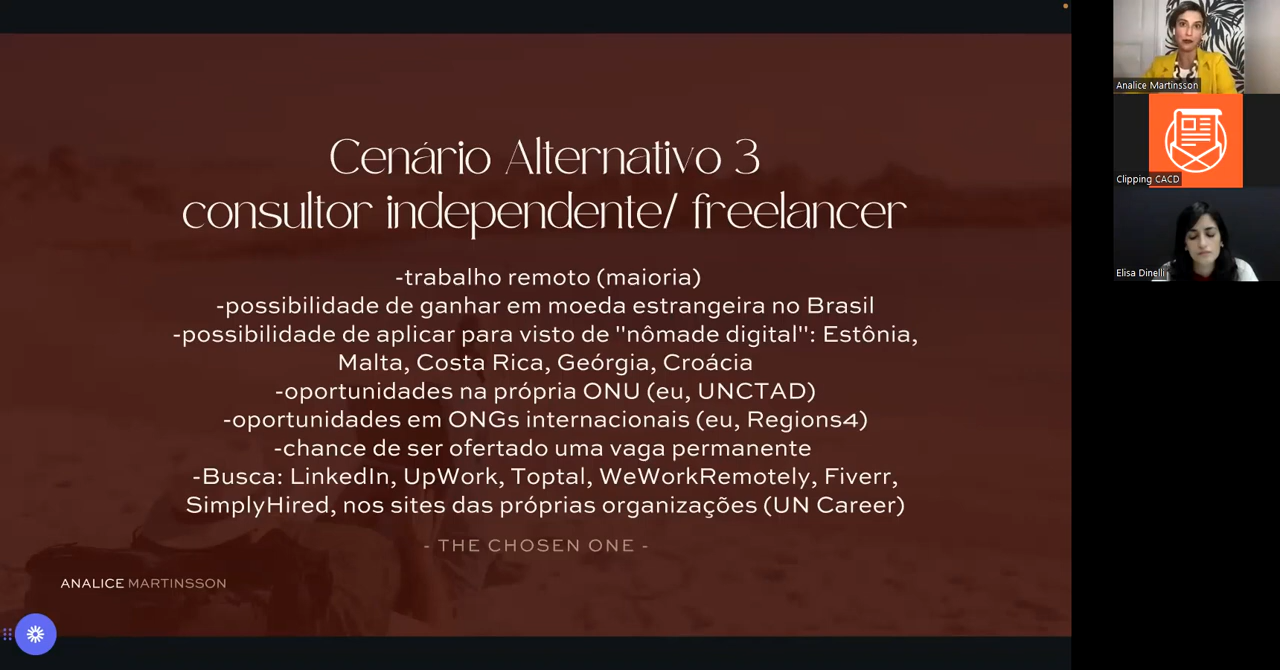 Cenário Alternativo 3
consultor independente/ freelancer
-trabalho remoto (maioria)
-possibilidade de ganhar em moeda estrangeira no Brasil
-possibilidade de aplicar para visto de "nômade digital": Estônia,
Malta, Costa Rica, Geórgia, Croácia
-oportunidades na própria ONU (eu, UNCTAD)
-oportunidades em ONGs internacionais (eu, Regions4)
-chance de ser ofertado uma vaga permanente
-Busca: LinkedIn, UpWork, Toptal, WeWorkRemotely, Fiverr,
SimplyHired, nos sites das próprias organizações (UN Career)
- THE CHOSEN ONE -
ANALICE MARTINSSON
Analice Martinsson
Clipping CACD
Elisa Dinelli